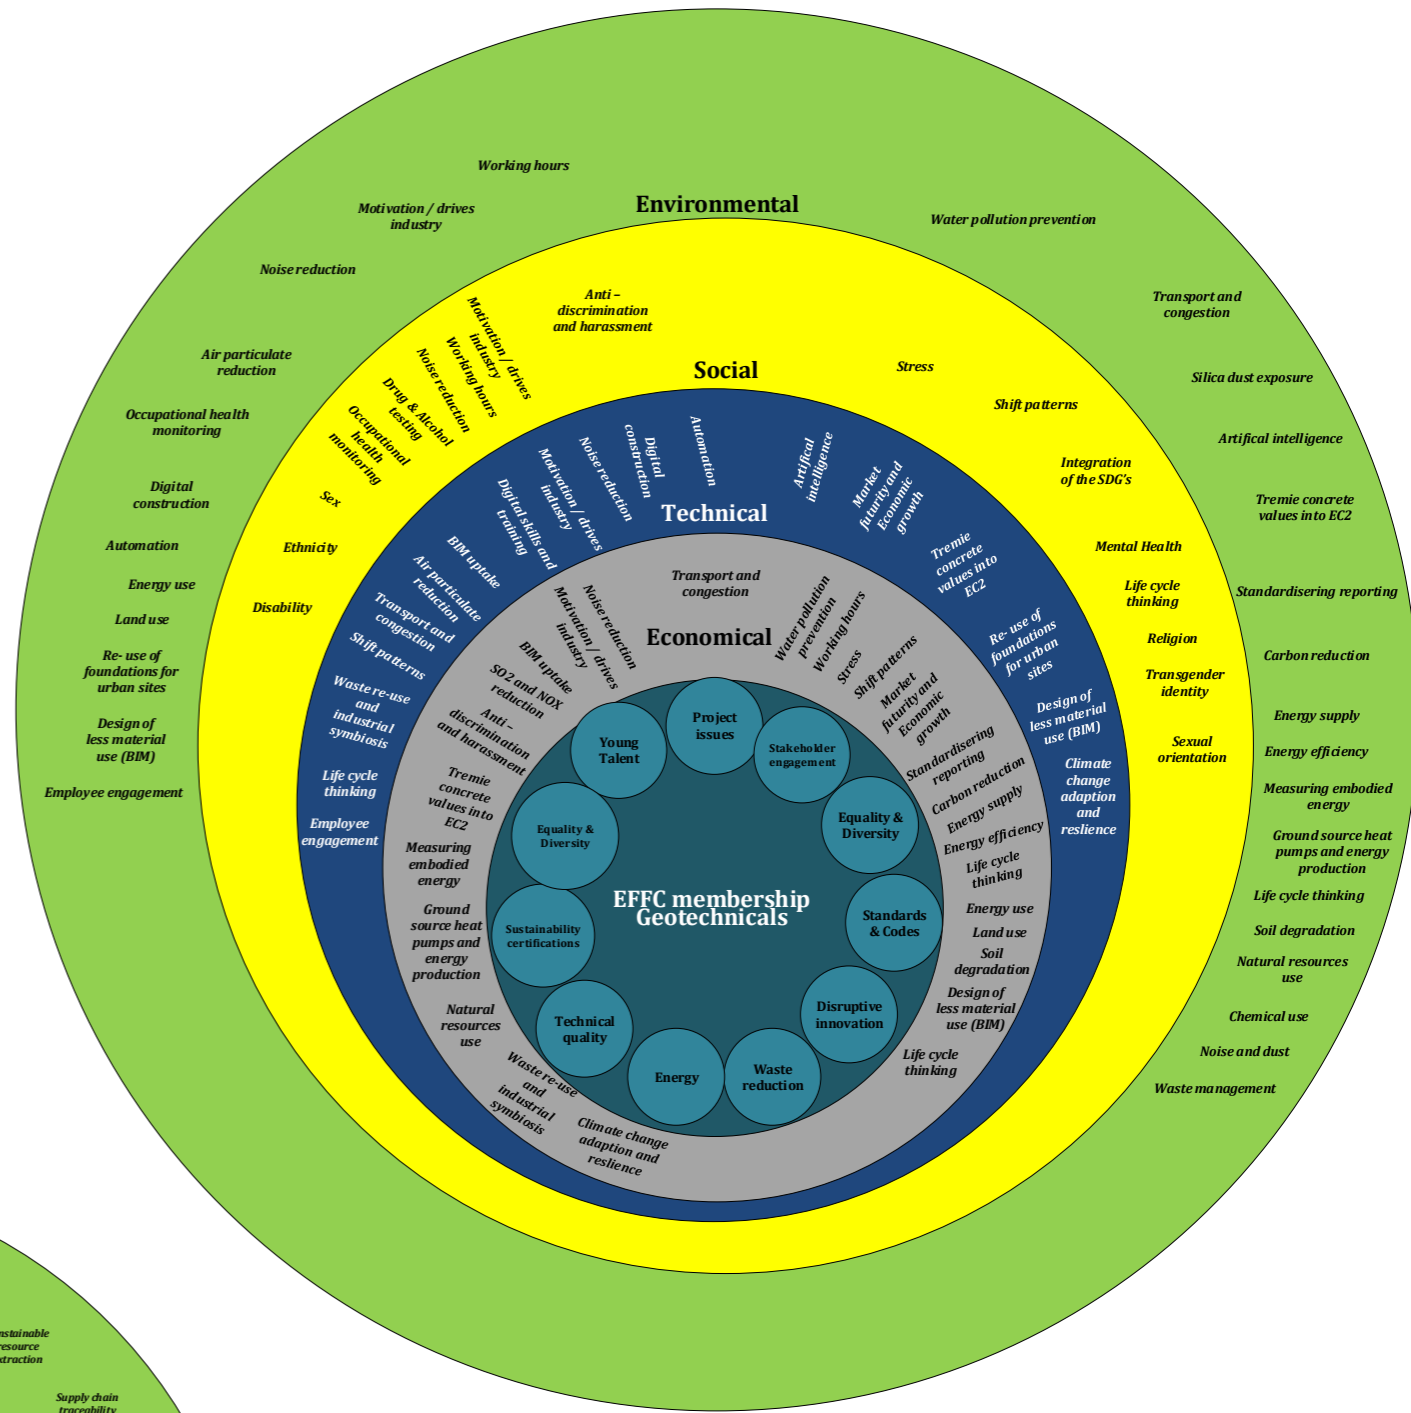 Environmental
Working hours
Motivation / drives
industry
Noise reduction
Air particulate
reduction
Occupational health
monitoring
Digital
construction
Automation
Energy use
Land use
Re- use of
foundations for
urban sites
Design of
less material
use (BIM)
Employee engagement
Water pollution prevention
Transport and
congestion
Silica dust exposure
Artifical intelligence
Tremie concrete
values into EC2
Standardisering reporting
Carbon reduction
Energy supply
Energy efficiency
Measuring embodied
energy
Ground source heat
pumps and energy
production
Life cycle thinking
Soil degradation
Natural resources
use
Chemical use
Noise and dust
Waste management
Social
Anti –
discrimination
and harassment
Motivation / drives
industry
Working hours
Noise reduction
Drug & Alcohol
testing
Occupational
health
monitoring
Sex
Ethnicity
Disability
Stress
Shift patterns
Integration
of the SDG's
Mental Health
Life cycle
thinking
Religion
Transgender
identity
Sexual
orientation
Technical
Automation
Digital
construction
Noise reduction
Motivation / drives
industry
Digital skills and
training
BIM uptake
Air particulate
reduction
Transport and
congestion
Shift patterns
Waste re-use
and
industrial
symbiosis
Life cycle
thinking
Employee
engagement
Artifical
intelligence
Market
futurity and
Economic
growth
Tremie
concrete
values into
EC2
Re- use of
foundations
for urban
sites
Design of
less material
use (BIM)
Climate
change
adaption
and
reslience
Economical
Transport and
congestion
Noise reduction
Motivation / drives
industry
BIM uptake
SO2 and NOX
reduction
Anti –
discrimination
and harassment
Tremie
concrete
values into
EC2
Measuring
embodied
energy
Ground
source heat
pumps and
energy
production
Natural
resources
use
Waste re-use
and
industrial
symbiosis
Climate change
adaption and
reslience
Water pollution
prevention
Working hours
Stress
Shift patterns
Market
futurity and
Economic
growth
Standardisering
reporting
Carbon reduction
Energy supply
Energy efficiency
Life cycle
thinking
Energy use
Land use
Soil
degradation
Design of
less material
use (BIM)
Life cycle
thinking
EFFC membership
Geotechnicals
Project
issues
Stakeholder
engagement
Equality &
Diversity
Standards
& Codes
Disruptive
innovation
Waste
reduction
Energy
Technical
quality
Sustainability
certifications
Equality &
Diversity
Young
Talent
Supply chain
traceability